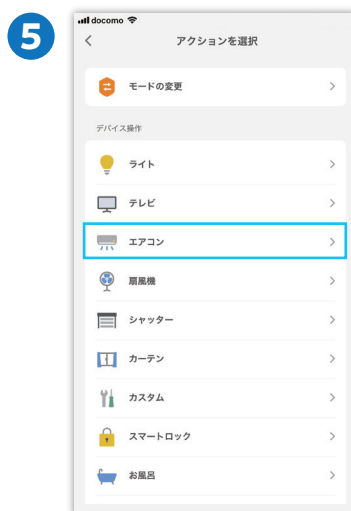 5
docomo
アクションを選択
モードの変更
デバイス操作
ライト
テレビ
エアコン
扇風機
シャッター
カーテン
カスタム
スマートロック
お風呂